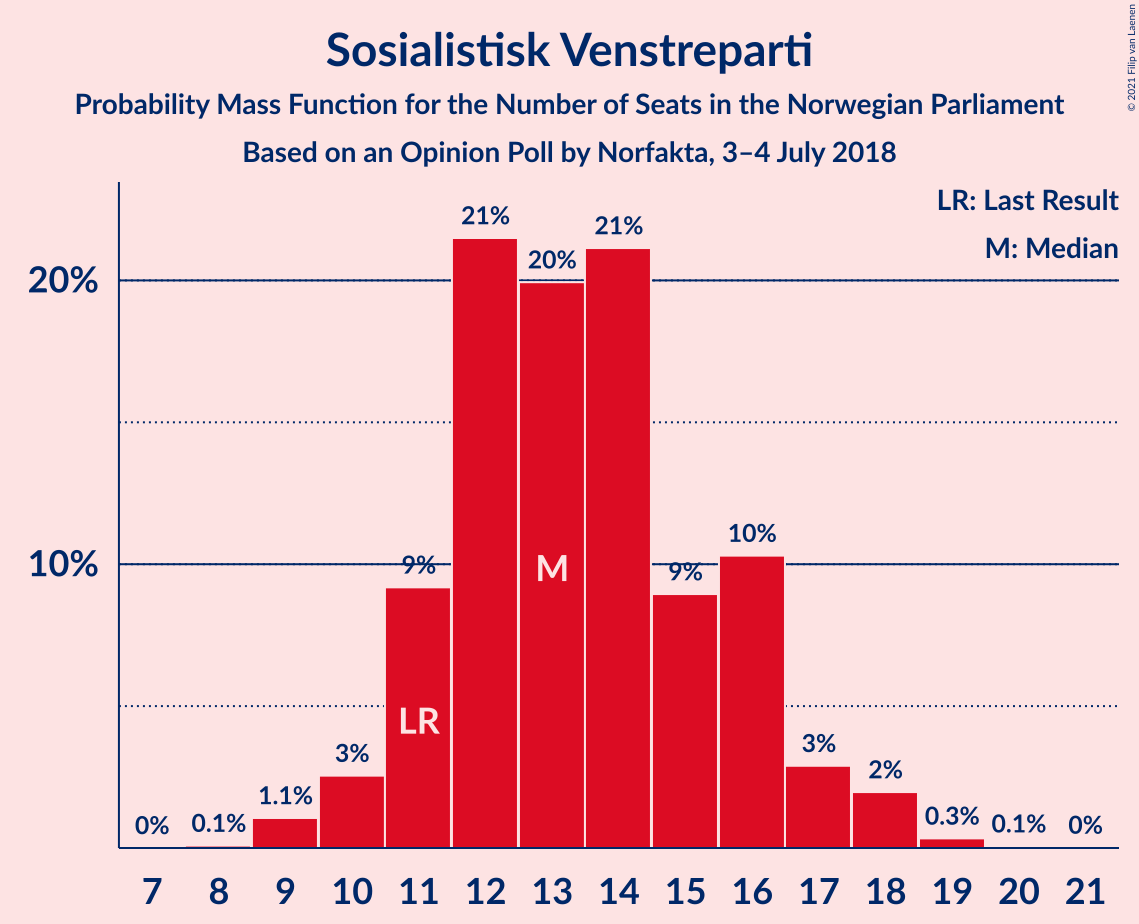 Sosialistisk Venstreparti
Probability Mass Function for the Number of Seats in the Norwegian Parliament
Based on an Opinion Poll by Norfakta, 3–4 July 2018
© 2021 Filip van Laenen
LR: Last Result
M: Median
20%
10%
0%
0.1%
1.1%
3%
9%
21%
20%
21%
9%
10%
3%
2%
0.3%
0.1%
0%
LR
M
7 8 9 10 11 12 13 14 15 16 17 18 19 20 21